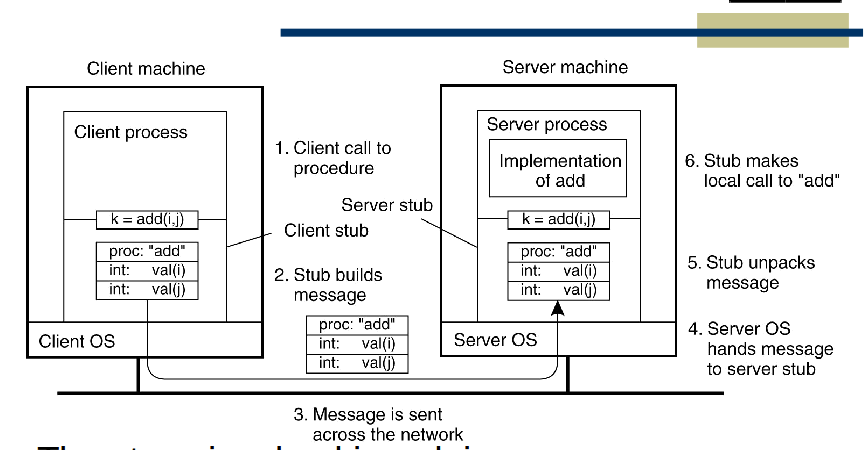 Client machine
Server machine
Client process
1. Client call to
procedure
Server process
Implementation
of add
6. Stub makes
local call to "add"
Server stub
k = add(i,j)
k = add(i,j)
Client stub
proc: "add"
int: val(i)
int: val(j)
proc: "add"
int: val(i)
int: val(j)
2. Stub builds
message
5. Stub unpacks
message
proc: "add"
int: val(i)
int: val(j)
Client OS
Server OS
4. Server OS
hands message
to server stub
3. Message is sent
across the network